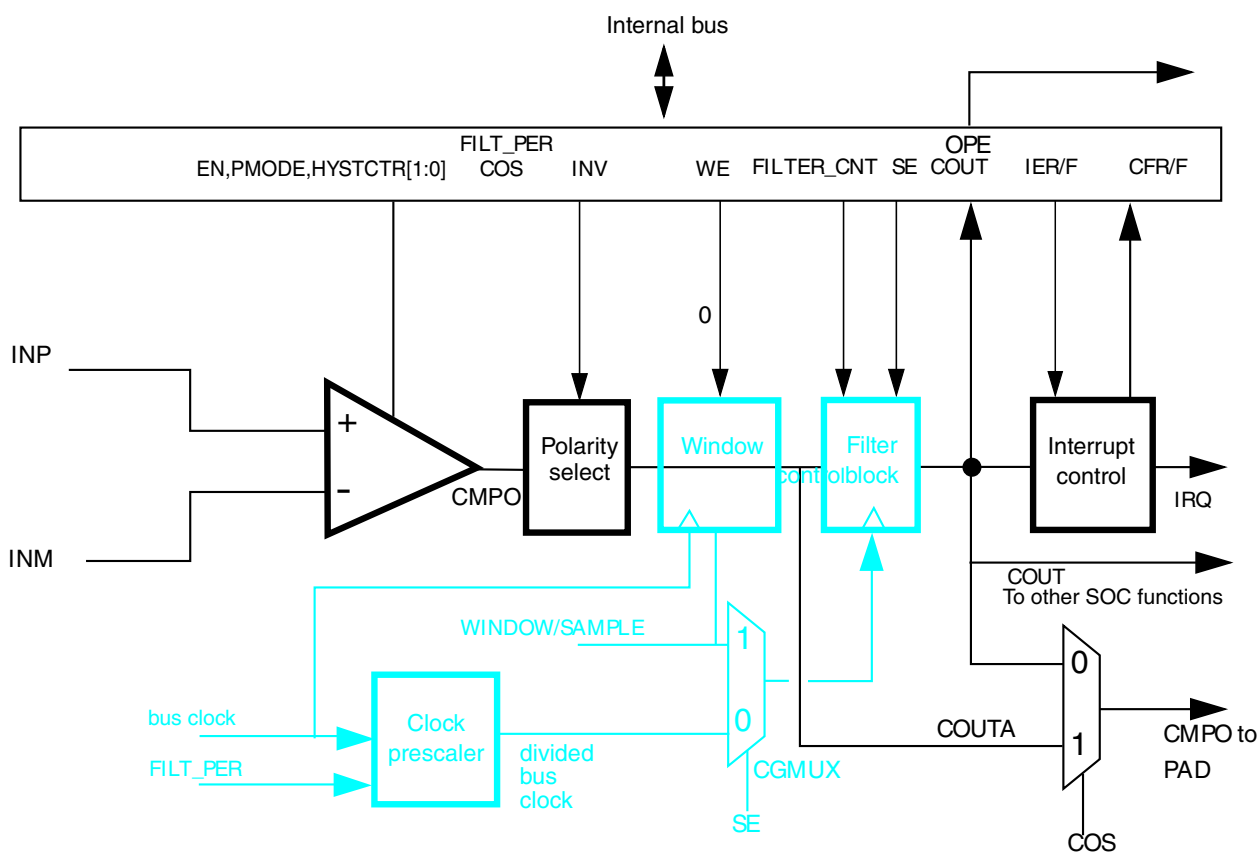 Internal bus
FILT_PER
OPE
EN,PMODE,HYSTCTR[1:0]
COS
INV
WE
FILTER_CNT
SE
COUT
IER/F
CFR/F
0
INP
+
-
INM
CMPO
Polarity
select
Window
control
Filter
block
Interrupt
control
IRQ
COUT
To other SOC functions
WINDOW/SAMPLE
1
0
bus clock
FILT_PER
Clock
prescaler
divided
bus
clock
CGMUX
SE
COUTA
0
1
CMPO to
PAD
COS